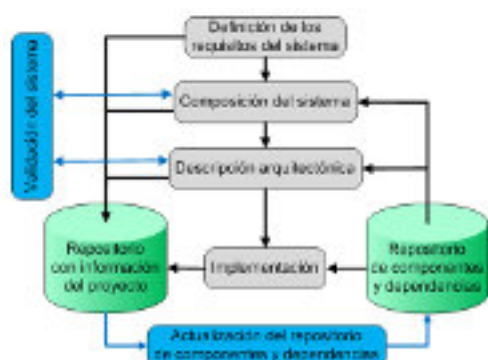 Definición de los
requisitos del sistema
Validación del sistema
Composición del sistema
Descripción arquitectónica
Repositorio
con información
del proyecto
Implementación
Repositorio
de componentes
y dependencias
Actualización del repositorio
de componentes y dependencias